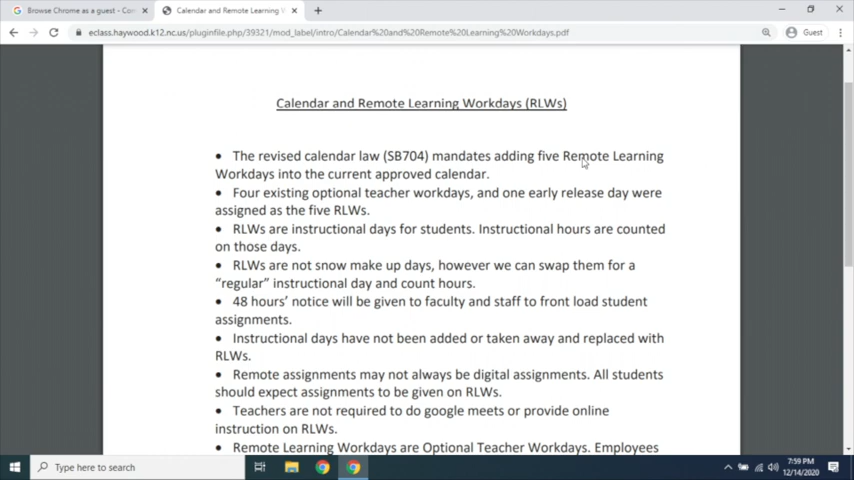 Browse Chrome as a guest - Con
Calendar and Remote Learning W
eclass.haywood.k12.nc.us/pluginfile.php/39321/mod_label/intro/Calendar%20and%20Remote%20Learning%20Workdays.pdf
Guest
Calendar and Remote Learning Workdays (RLWs)
• The revised calendar law (SB704) mandates adding five Remote Learning
Workdays into the current approved calendar.
• Four existing optional teacher workdays, and one early release day were
assigned as the five RLWs.
• RLWs are instructional days for students. Instructional hours are counted
on those days.
• RLWs are not snow make up days, however we can swap them for a
“regular” instructional day and count hours.
• 48 hours’ notice will be given to faculty and staff to front load student
assignments.
• Instructional days have not been added or taken away and replaced with
RLWs.
• Remote assignments may not always be digital assignments. All students
should expect assignments to be given on RLWs.
• Teachers are not required to do google meets or provide online
instruction on RLWs.
• Remote Learning Workdays are Optional Teacher Workdays. Employees
Type here to search
7:59 PM
12/14/2020